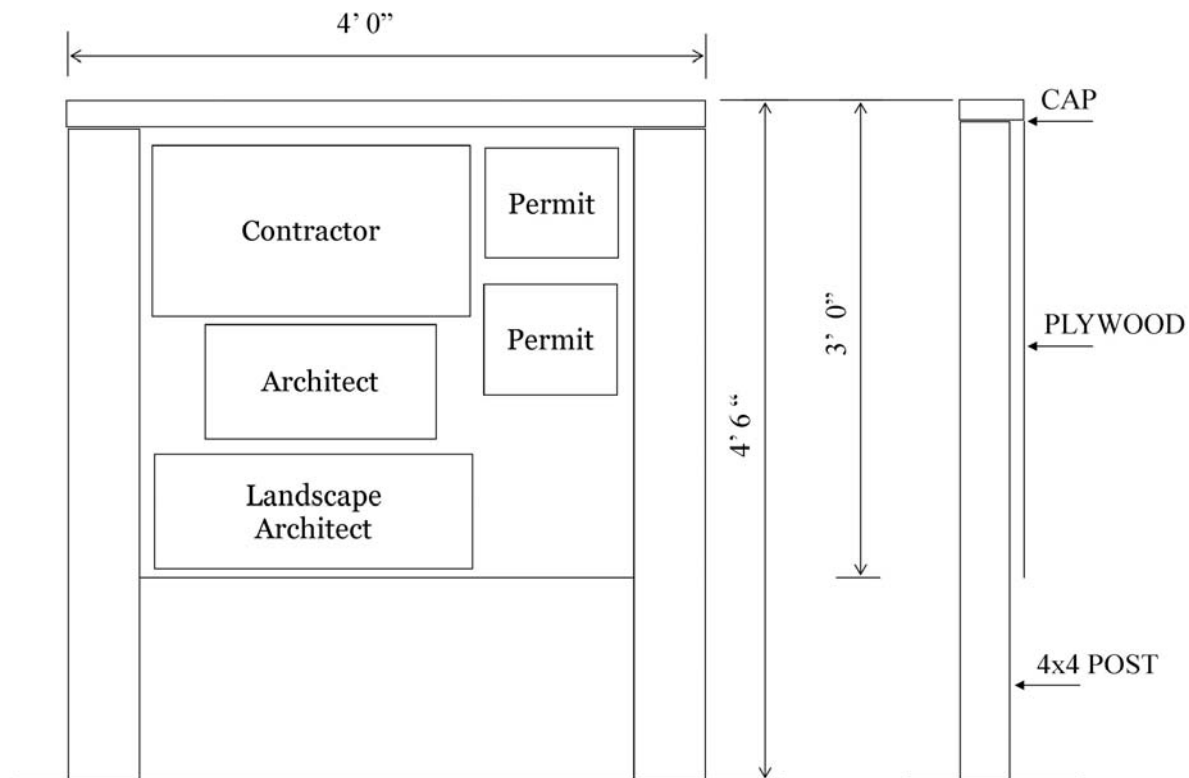 4’ 0”
CAP
Contractor
Permit
Permit
3’ 0”
PLYWOOD
Architect
4’ 6 “
Landscape
Architect
4x4 POST